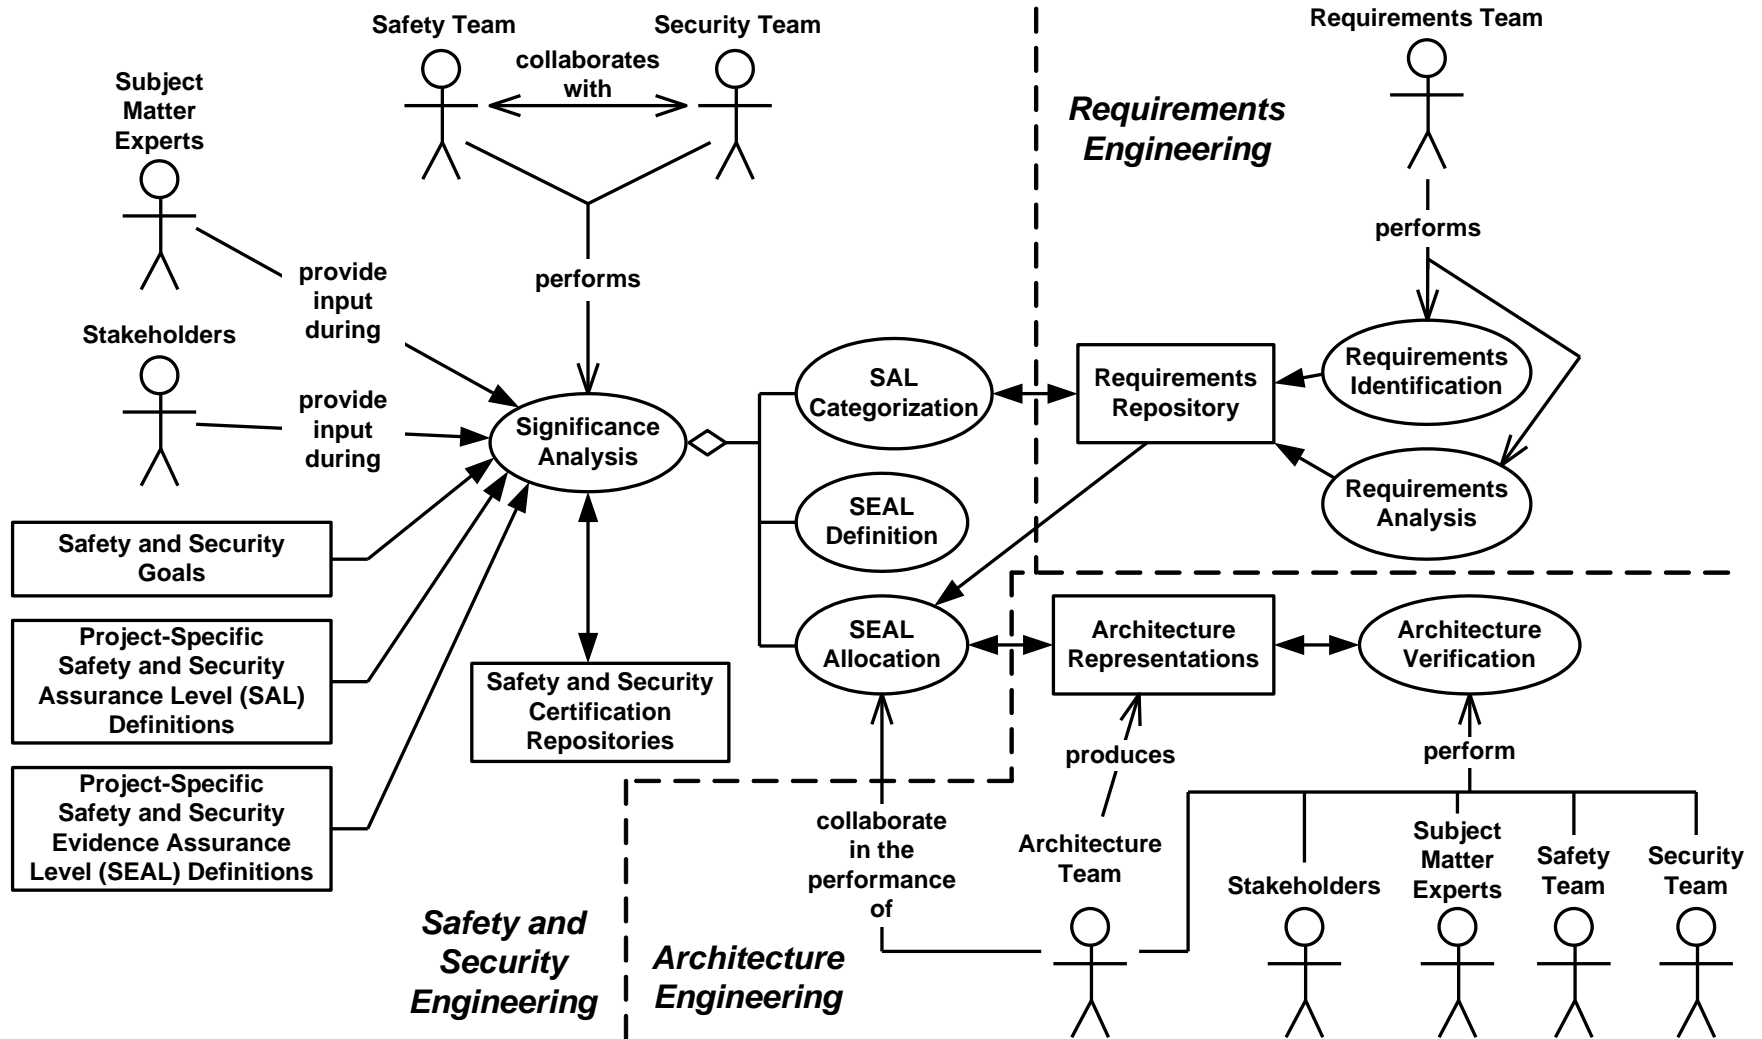 Safety Team
Security Team
Requirements Team
collaborates
with
Subject
Matter
Experts
Requirements
Engineering
performs
provide
input
during
performs
Stakeholders
provide
input
during
Significance
Analysis
SAL
Categorization
Requirements
Repository
Requirements
Identification
SEAL
Definition
Requirements
Analysis
Safety and Security
Goals
Project-Specific
Safety and Security
Assurance Level (SAL)
Definitions
SEAL
Allocation
Architecture
Representations
Architecture
Verification
Safety and Security
Certification
Repositories
produces
perform
Project-Specific
Safety and Security
Evidence Assurance
Level (SEAL) Definitions
collaborate
in the
performance
of
Architecture
Team
Stakeholders
Subject
Matter
Experts
Safety
Team
Security
Team
Safety and
Security
Engineering
Architecture
Engineering